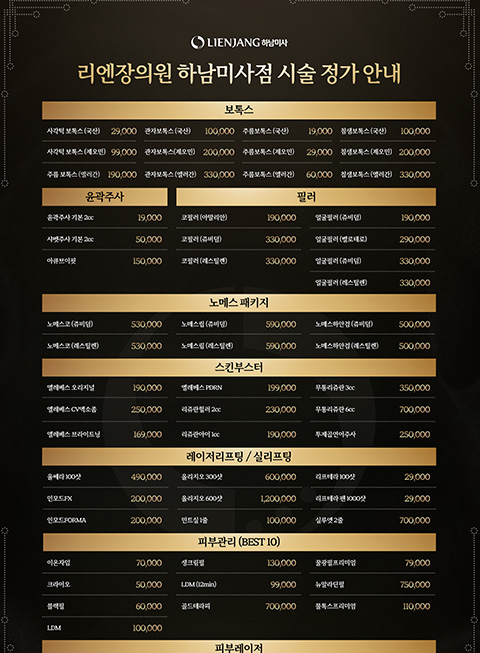 LIENJANG 하남미사
리엔장의원 하남미사점 시술 정가 안내
보톡스
사각턱 보톡스 (국산) 29,000 관자보톡스 (국산) 100,000 주름보톡스 (국산) 19,000 침샘보톡스 (국산) 100,000
사각턱 보톡스 (제오민) 99,000 관자보톡스(제오민) 200,000 주름보톡스 (제오민) 29,000 침샘보톡스 (제오민) 200,000
주름 보톡스 (엘러간) 190,000 관자보톡스 (엘러간) 330,000 주름보톡스 (엘러간) 60,000 침샘보톡스 (엘러간) 330,000
윤곽주사 필러
윤곽주사 기본 2cc 19,000 코필러 (아말리안) 190,000 얼굴필러 (쥬비덤) 190,000
샤넷주사 기본 2cc 50,000 코필러 (쥬비덤) 330,000 얼굴필러 (벨로테로) 290,000
아큐브이핏 150,000 코필러 (레스틸렌) 330,000 얼굴필러 (쥬비덤) 330,000
얼굴필러 (레스틸렌) 330,000
노메스 패키지
노메스코 (쥬비덤) 530,000 노메스립 (쥬비덤) 590,000 노메스하안검 (쥬비덤) 500,000
노메스코 (레스틸렌) 530,000 노메스립 (레스틸렌) 590,000 노메스하안검 (레스틸렌) 500,000
스킨부스터
엘레베스 오리지널 190,000 엘레베스 PDRN 199,000 무통리쥬란 3cc 350,000
엘레베스 CV엑소좀 250,000 리쥬란힐러 2cc 230,000 무통리쥬란 6cc 700,000
엘레베스 브라이트닝 169,000 리쥬란아이 1cc 190,000 투제곱연어주사 250,000
레이저리프팅 / 실리프팅
울쎄라 100샷 490,000 올리지오 300샷 600,000 리프테라 100샷 29,000
인모드FX 200,000 올리지오 600샷 1,200,000 리프테라 펜 1000샷 29,000
인모드FORMA 200,000 민트실 1줄 100,000 실루엣 2줄 700,000
피부관리 (BEST 10)
이온자임 70,000 생크림필 130,000 물광필프리미엄 79,000
크라이오 50,000 LDM (12min) 99,000 뉴알라딘필 750,000
블랙필 60,000 골드테라피 700,000 물톡스프리미엄 110,000
LDM 100,000
피부레이저